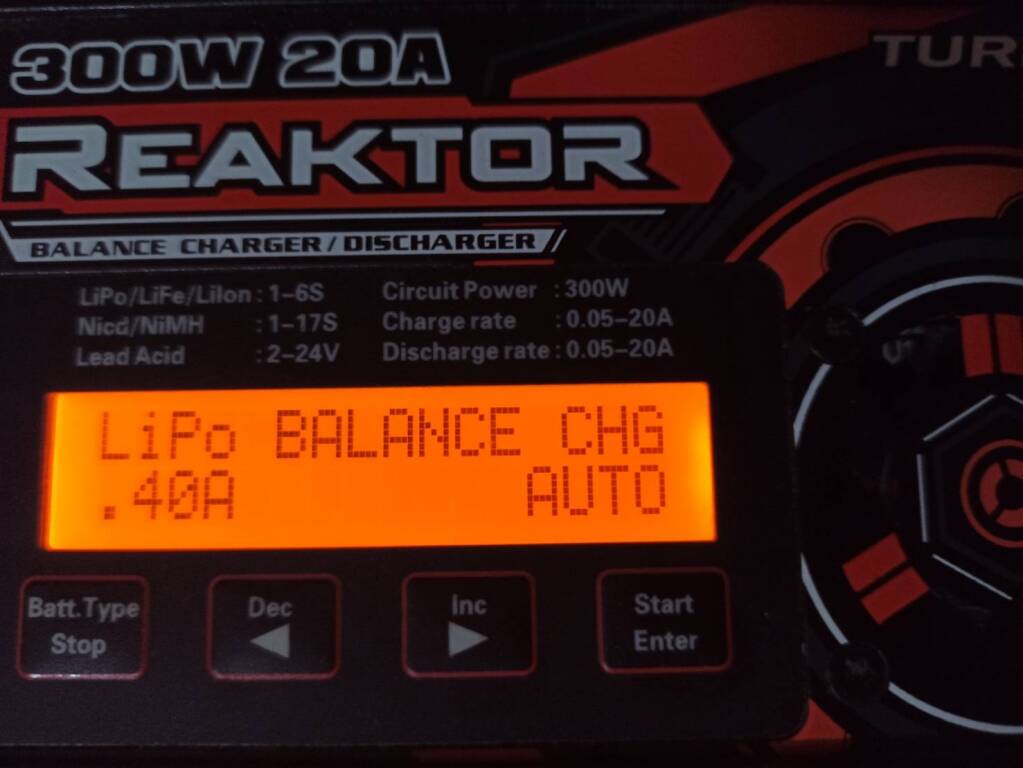 300W 20A
TUR
REAKTOR
BALANCE CHARGER/DISCHARGER
LiPo/LiFe/LiIon : 1-6S
Nicd/NiMH : 1-17S
Lead Acid : 2-24V
Circuit Power : 300W
Charge rate : 0.05-20A
Discharge rate : 0.05-20A
LiPo BALANCE CHG
.40A AUTO
Batt.Type
Stop
Dec
Inc
Start
Enter